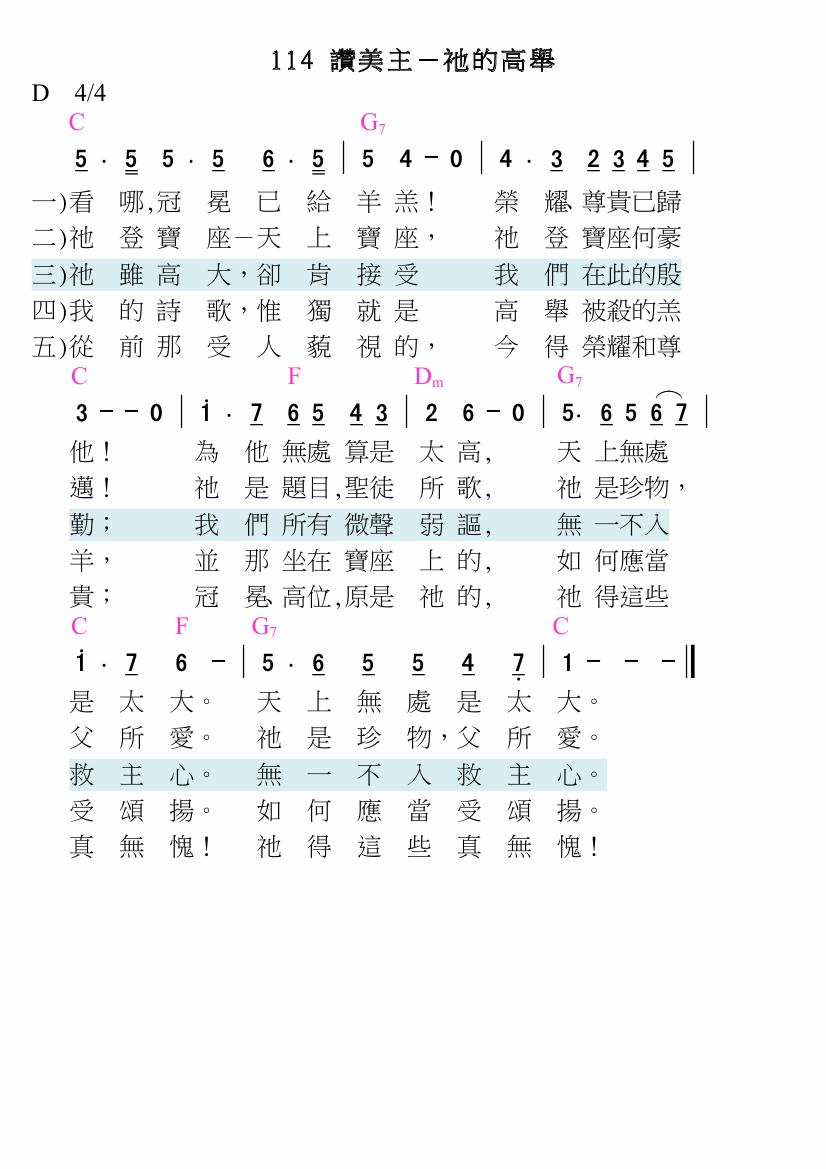 114 讚美主－祂的高舉
D 4/4
C G7
5 · 5 5 · 5 6 · 5 | 5 4 － 0 | 4 · 3 2 3 4 5 |
一)看 哪,冠 冕 已 給 羊 羔！ 榮 耀、尊貴已歸
二)祂 登 寶 座－天 上 寶 座， 祂 登 寶座何豪
三)祂 雖 高 大，卻 肯 接 受 我 們 在此的殷
四)我 的 詩 歌，惟 獨 就 是 高 舉 被殺的羔
五)從 前 那 受 人 藐 視 的， 今 得 榮耀和尊
C F Dm G7
3 － － 0 | 1 · 7 6 5 4 3 | 2 6 － 0 | 5· 6 5 6 7 |
他！ 為 他 無處 算是 太 高, 天 上無處
邁！ 祂 是 題目,聖徒 所 歌, 祂 是珍物，
勤； 我 們 所有 微聲 弱 謳, 無 一不入
羊， 並 那 坐在 寶座 上 的, 如 何應當
貴； 冠 冕、高位,原是 祂 的, 祂 得這些
C F G7 C
1 · 7 6 － | 5 · 6 5 5 4 7 | 1 － － － ‖
是 太 大。 天 上 無 處 是 太 大。
父 所 愛。 祂 是 珍 物，父 所 愛。
救 主 心。 無 一 不 入 救 主 心。
受 頌 揚。 如 何 應 當 受 頌 揚。
真 無 愧！ 祂 得 這 些 真 無 愧！